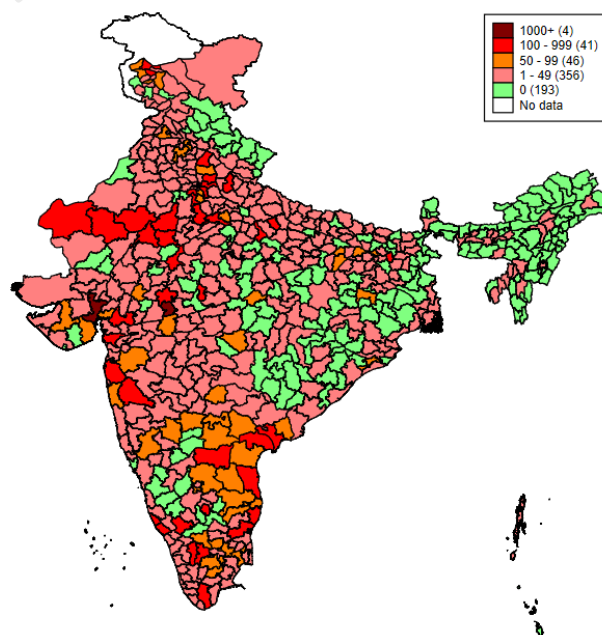 1000+ (4)
100 - 999 (41)
50 - 99 (46)
1 - 49 (356)
0 (193)
No data